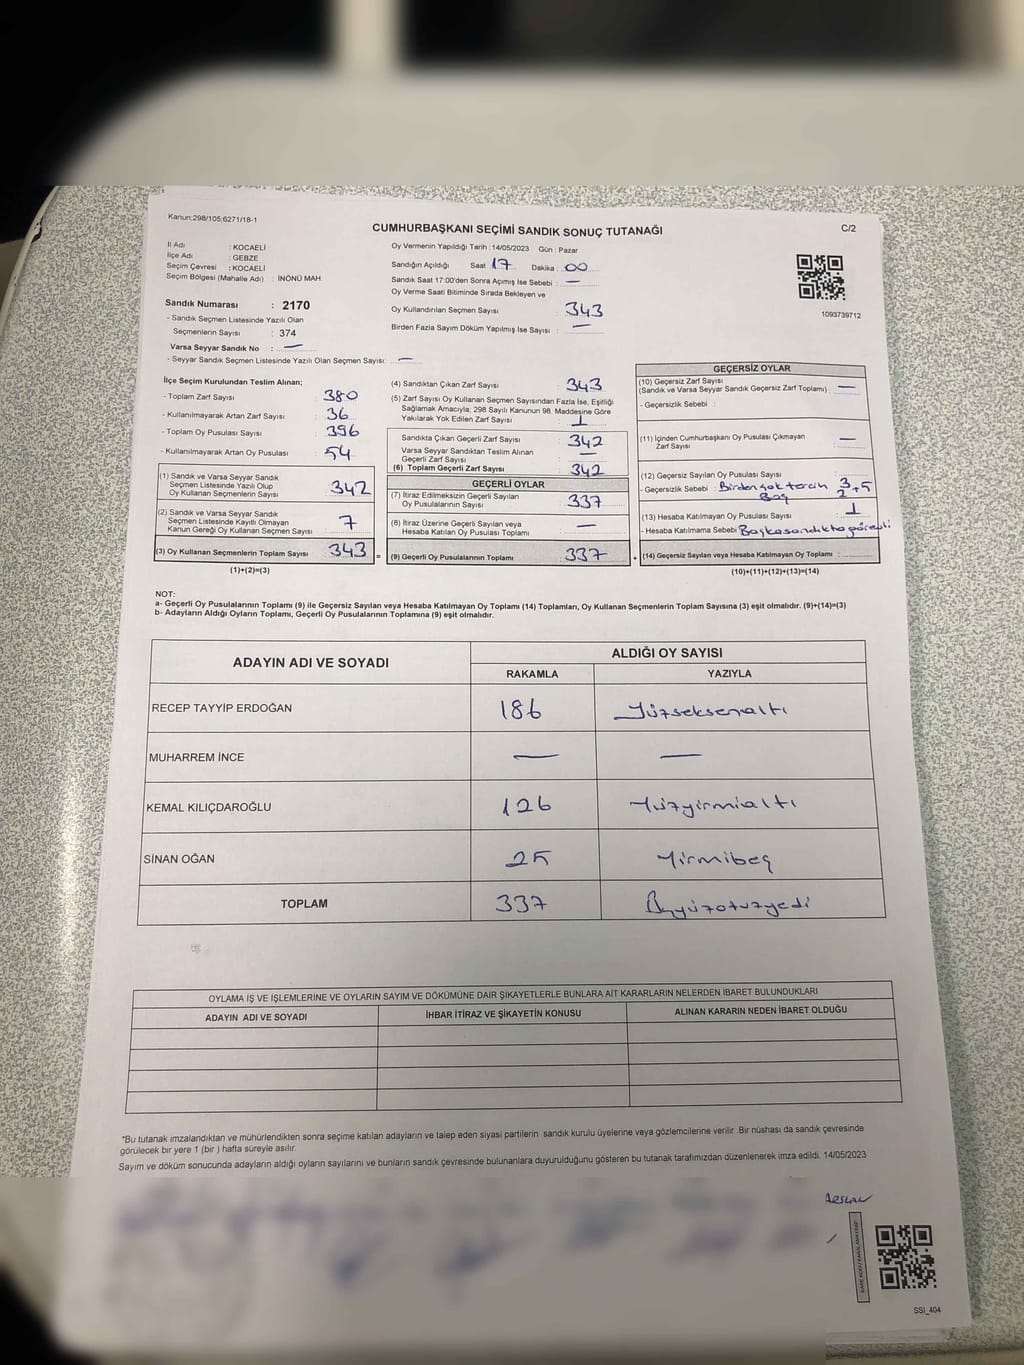 Kanun:298/105;6271/18-1
CUMHURBAŞKANI SEÇİMİ SANDIK SONUÇ TUTANAĞI
C/2
İl Adı : KOCAELİ
İlçe Adı : GEBZE
Seçim Çevresi : KOCAELİ
Seçim Bölgesi (Mahalle Adı) : İNÖNÜ MAH.
Sandık Numarası : 2170
- Sandık Seçmen Listesinde Yazılı Olan
Seçmenlerin Sayısı : 374
Varsa Seyyar Sandık No : —
- Seyyar Sandık Seçmen Listesinde Yazılı Olan Seçmen Sayısı: —
Oy Vermenin Yapıldığı Tarih : 14/05/2023 Gün : Pazar
Sandığın Açıldığı Saat 17 Dakika : 00
Sandık Saat 17:00'den Sonra Açılmış İse Sebebi : —
Oy Verme Saati Bitiminde Sırada Bekleyen ve
Oy Kullandırılan Seçmen Sayısı : 343
Birden Fazla Sayım Döküm Yapılmış İse Sayısı : —
1093739712
İlçe Seçim Kurulundan Teslim Alınan;
- Toplam Zarf Sayısı : 380
- Kullanılmayarak Artan Zarf Sayısı : 36
- Toplam Oy Pusulası Sayısı : 396
- Kullanılmayarak Artan Oy Pusulası : 54
(1) Sandık ve Varsa Seyyar Sandık
Seçmen Listesinde Yazılı Olup
Oy Kullanan Seçmenlerin Sayısı : 342
(2) Sandık ve Varsa Seyyar Sandık
Seçmen Listesinde Kayıtlı Olmayan
Kanun Gereği Oy Kullanan Seçmen Sayısı :
(3) Oy Kullanan Seçmenlerin Toplam Sayısı : 343
(1)+(2)=(3)
(4) Sandıktan Çıkan Zarf Sayısı : 343
(5) Zarf Sayısı Oy Kullanan Seçmen Sayısından Fazla İse, Eşitliği
Sağlamak Amacıyla; 298 Sayılı Kanunun 98. Maddesine Göre
Yakılarak Yok Edilen Zarf Sayısı : 1
Sandıkta Çıkan Geçerli Zarf Sayısı : 342
Varsa Seyyar Sandıktan Teslim Alınan
Geçerli Zarf Sayısı : —
(6) Toplam Geçerli Zarf Sayısı : 342
GEÇERLİ OYLAR
(7) İtiraz Edilmeksizin Geçerli Sayılan
Oy Pusulasının Sayısı : 337
(8) İtiraz Üzerine Geçerli Sayılan veya
Hesaba Katılan Oy Pusulası Toplamı : —
= (9) Geçerli Oy Pusulalarının Toplamı : 337
GEÇERSİZ OYLAR
(10) Geçersiz Zarf Sayısı
(Sandık ve Varsa Seyyar Sandık Geçersiz Zarf Toplamı) : —
- Geçersizlik Sebebi :
(11) İçinden Cumhurbaşkanı Oy Pusulası Çıkmayan
Zarf Sayısı : —
(12) Geçersiz Sayılan Oy Pusulası Sayısı
- Geçersizlik Sebebi : Birden çok tercih 3
Boş 2 +5
(13) Hesaba Katılmayan Oy Pusulası Sayısı : 1
- Hesaba Katılmama Sebebi : Başka sandıkta görevli
+ (14) Geçersiz Sayılan veya Hesaba Katılmayan Oy Toplamı :
(10)+(11)+(12)+(13)=(14)
NOT:
a- Geçerli Oy Pusulalarının Toplamı (9) ile Geçersiz Sayılan veya Hesaba Katılmayan Oy Toplamı (14) Toplamları, Oy Kullanan Seçmenlerin Toplam Sayısına (3) eşit olmalıdır. (9)+(14)=(3)
b- Adayların Aldığı Oyların Toplamı, Geçerli Oy Pusulalarının Toplamına (9) eşit olmalıdır.
ADAYIN ADI VE SOYADI
ALDIĞI OY SAYISI
RAKAMLA YAZIYLA
RECEP TAYYİP ERDOĞAN 186 Yüzseksenaltı
MUHARREM İNCE — —
KEMAL KILIÇDAROĞLU 126 Yüzyirmialtı
SİNAN OĞAN 25 Yirmibeş
TOPLAM 337 Üçyüzotuzyedi
OYLAMA İŞ VE İŞLEMLERİNE VE OYLARIN SAYIM VE DÖKÜMÜNE DAİR ŞİKAYETLERLE BUNLARA AİT KARARLARIN NELERDEN İBARET BULUNDUKLARI
ADAYIN ADI VE SOYADI İHBAR İTİRAZ VE ŞİKAYETİN KONUSU ALINAN KARARIN NEDEN İBARET OLDUĞU
*Bu tutanak imzalandıktan ve mühürlendikten sonra seçime katılan adayların ve talep eden siyasi partilerin sandık kurulu üyelerine veya gözlemcilerine verilir. Bir nüshası da sandık çevresinde
görülecek bir yere 1 (bir ) hafta süreyle asılır.
Sayım ve döküm sonucunda adayların aldığı oyların sayılarını ve bunların sandık çevresinde bulunanlara duyurulduğunu gösteren bu tutanak tarafımızdan düzenlenerek imza edildi. 14/05/2023
ARSLAN
SSI_404